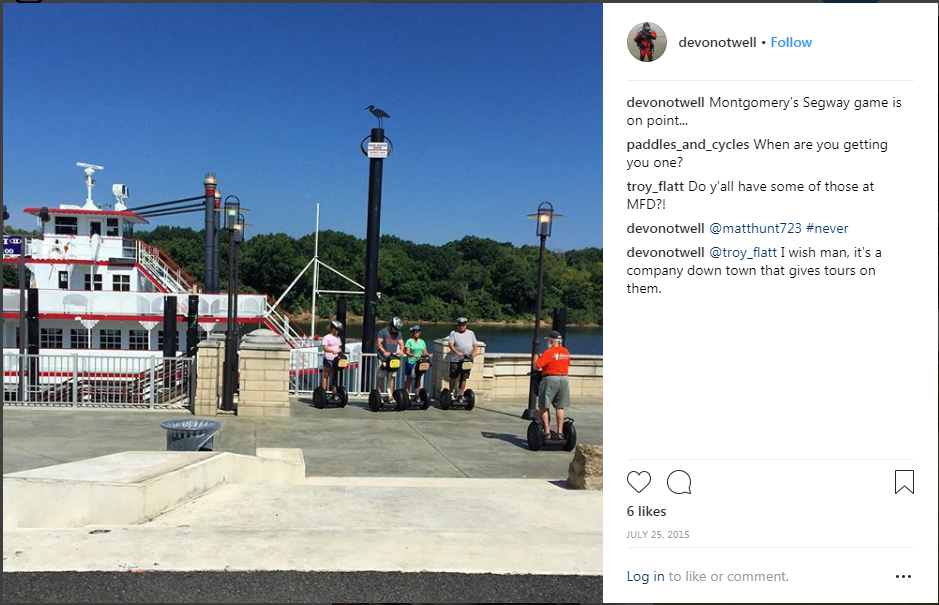 devonotwell • Follow
devonotwell Montgomery's Segway game is
on point...
paddles_and_cycles When are you getting
you one?
troy_flatt Do y'all have some of those at
MFD?!
devonotwell @matthunt723 #never
devonotwell @troy_flatt I wish man, it's a
company down town that gives tours on
them.
6 likes
JULY 25, 2015
Log in to like or comment.